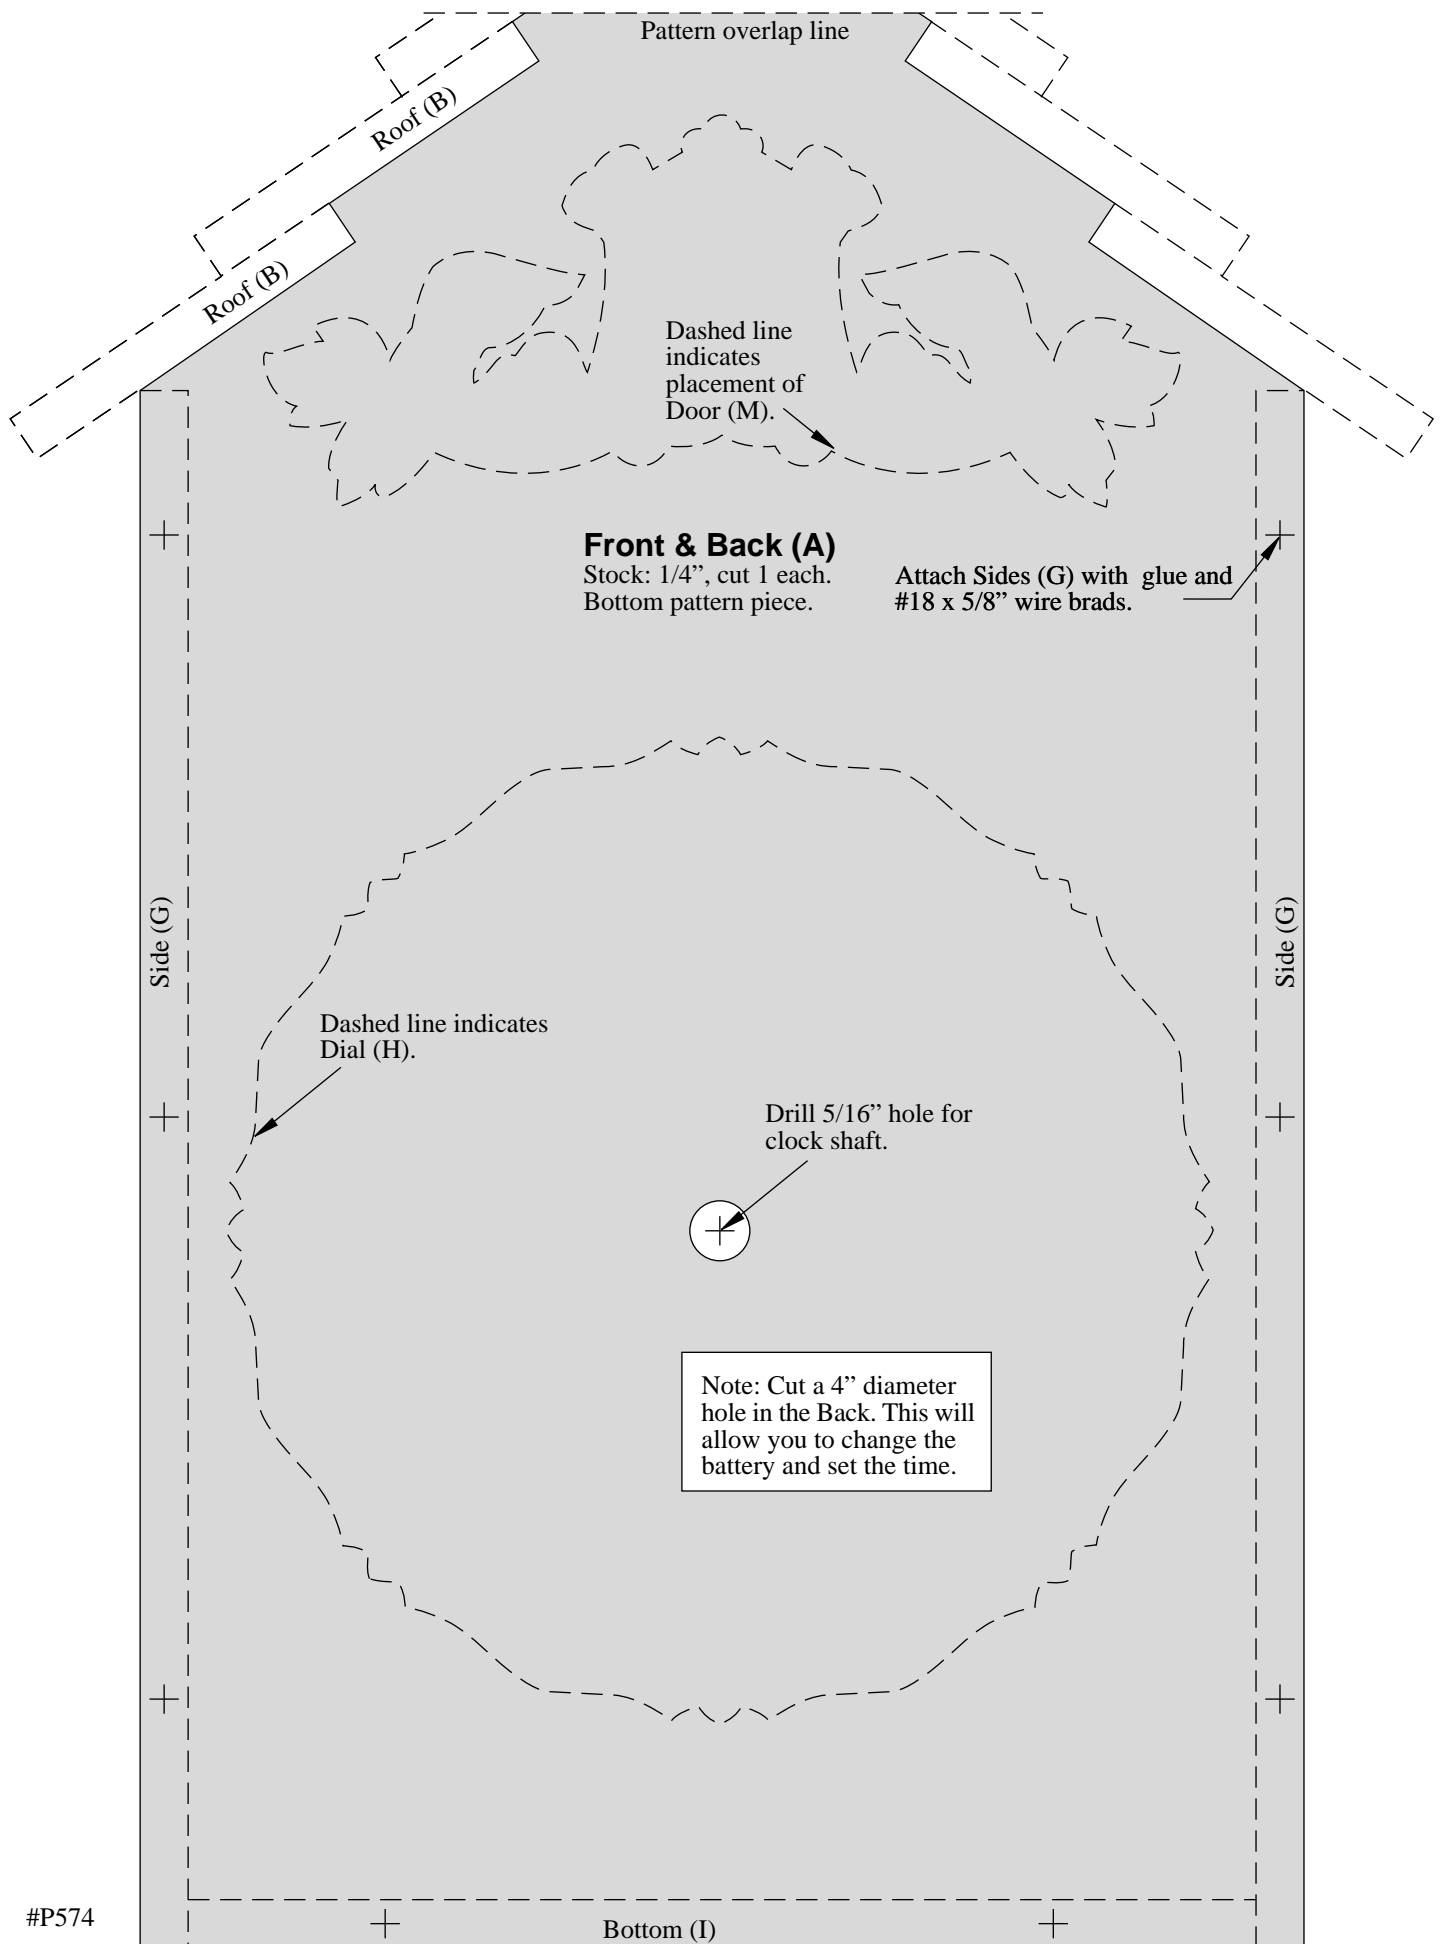 Pattern overlap line
Roof (B)
Roof (B)
Dashed line
indicates
placement of
Door (M).
Front & Back (A)
Stock: 1/4”, cut 1 each.
Bottom pattern piece.
Attach Sides (G) with  glue and
#18 x 5/8” wire brads.
Side (G)
Side (G)
Dashed line indicates
Dial (H).
Drill 5/16” hole for
clock shaft.
Note: Cut a 4” diameter
hole in the Back. This will
allow you to change the
battery and set the time.
#P574
Bottom (I)